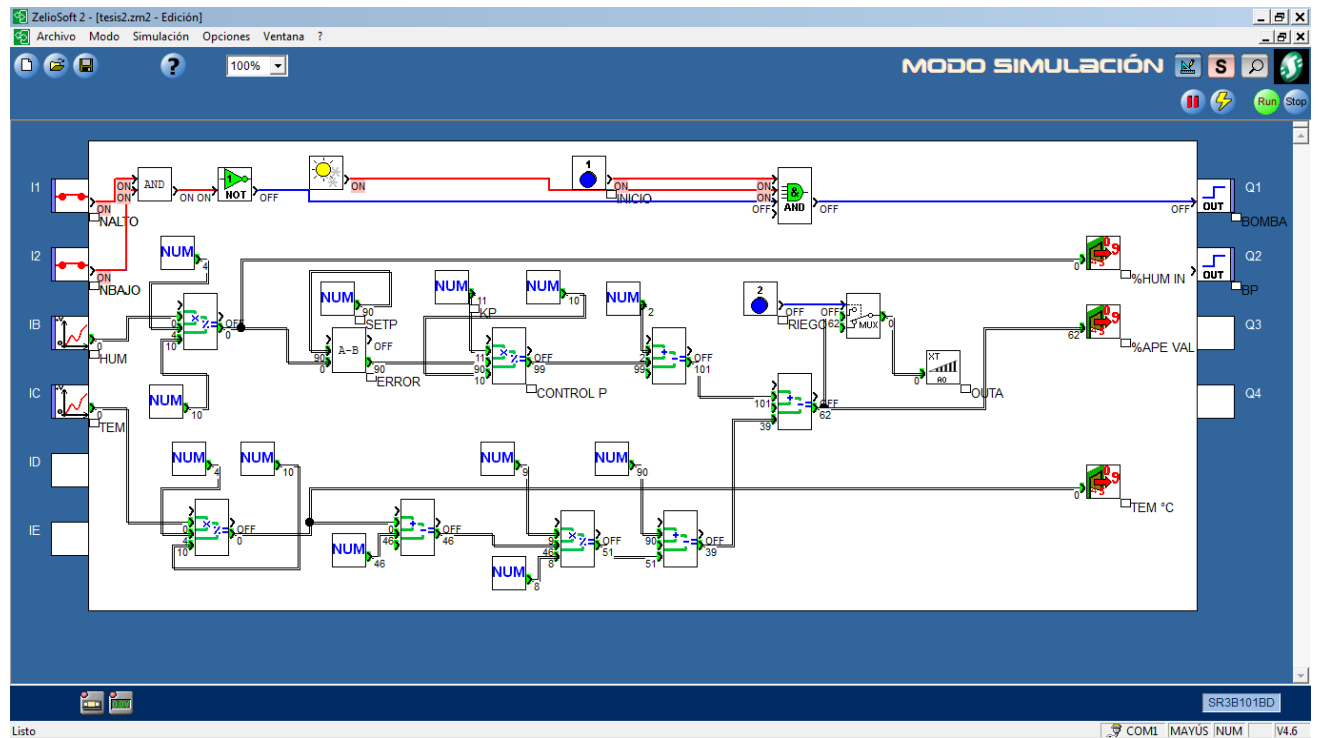 ZelioSoft 2 - [tesis2.zm2 - Edición]
Archivo Modo Simulación Opciones Ventana ?
100%
MODO SIMULACIÓN
S
Run Stop
I1 AND ON ON ON ON NOT OFF ON 1 ON INICIO ON ON OFF & AND OFF OFF OUT Q1
ON NALTO BOMBA
I2 NUM 4 0 9 4 5 %HUM IN OUT Q2
ON NBAJO BP
NUM 90 SETP NUM 11 KP NUM 10 NUM 2 2 OFF RIEGO OFF 62 MUX 0
IB 0 HUM 0 4 10 OFF 0 90 0 A-B OFF 90 ERROR 11 90 10 OFF 99 CONTROL P 2 99 OFF 101 62 %APE VAL Q3
XT AO 0 OUTA
IC 0 TEM NUM 10 101 39 OFF 62 Q4
ID NUM 4 NUM 10 NUM 9 NUM 90 0 TEM °C
IE 0 4 10 OFF 0 0 46 OFF 46 9 46 8 OFF 51 90 51 OFF 39
NUM 46
NUM 8
SR3B101BD
Listo COM1 MAYÚS NUM V4.6